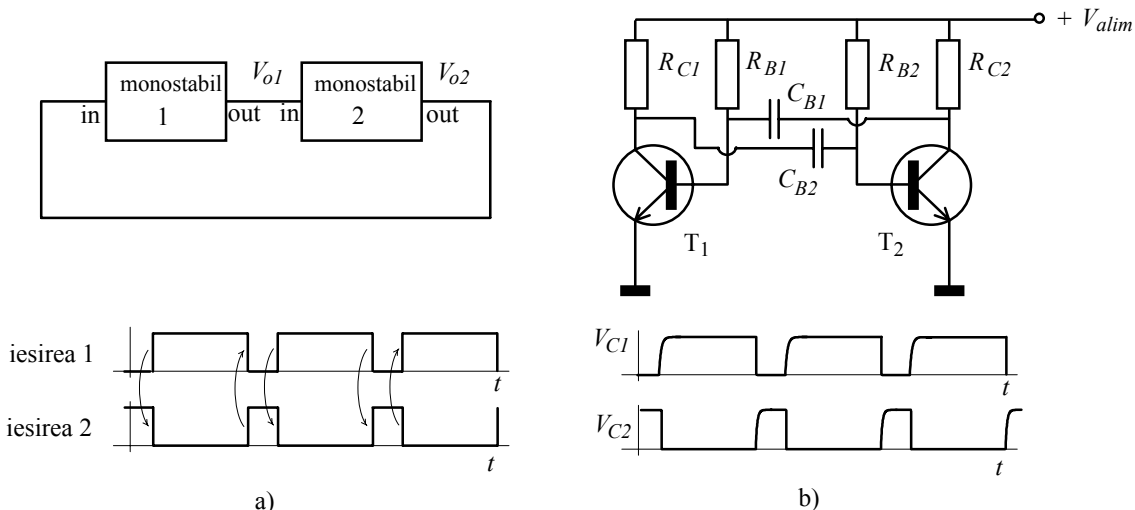 monostabil
1
in
out
V_o1
monostabil
2
in
out
V_o2
iesirea 1
t
iesirea 2
t
a)
+ V_alim
R_C1
R_B1
R_B2
R_C2
C_B1
C_B2
T_1
T_2
V_C1
t
V_C2
t
b)